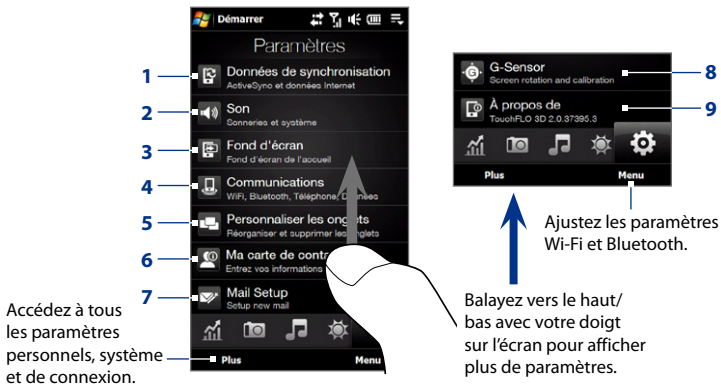 Démarrer
Paramètres
1 Données de synchronisation
ActiveSync et données Internet
2 Son
Sonneries et système
3 Fond d'écran
Fond d'écran de l'accueil
4 Communications
WiFi, Bluetooth, Téléphone, Données
5 Personnaliser les onglets
Réorganiser et supprimer les onglets
6 Ma carte de conta
Entrez vos informations
7 Mail Setup
Setup new mail
Plus
Menu
Accédez à tous
les paramètres
personnels, système
et de connexion.
G-Sensor 8
Screen rotation and calibration
À propos de 9
TouchFLO 3D 2.0.37395.3
Plus
Menu
Ajustez les paramètres
Wi-Fi et Bluetooth.
Balayez vers le haut/
bas avec votre doigt
sur l'écran pour afficher
plus de paramètres.